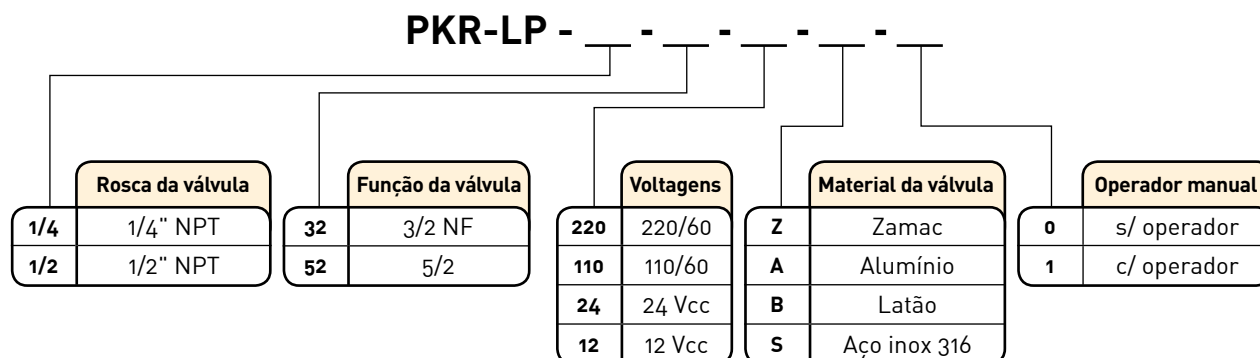 PKR-LP - __ - __ - __ - __ - __
Rosca da válvula
1/4 1/4" NPT
1/2 1/2" NPT
Função da válvula
32 3/2 NF
52 5/2
Voltagens
220 220/60
110 110/60
24 24 Vcc
12 12 Vcc
Material da válvula
Z Zamac
A Alumínio
B Latão
S Aço inox 316
Operador manual
0 s/ operador
1 c/ operador